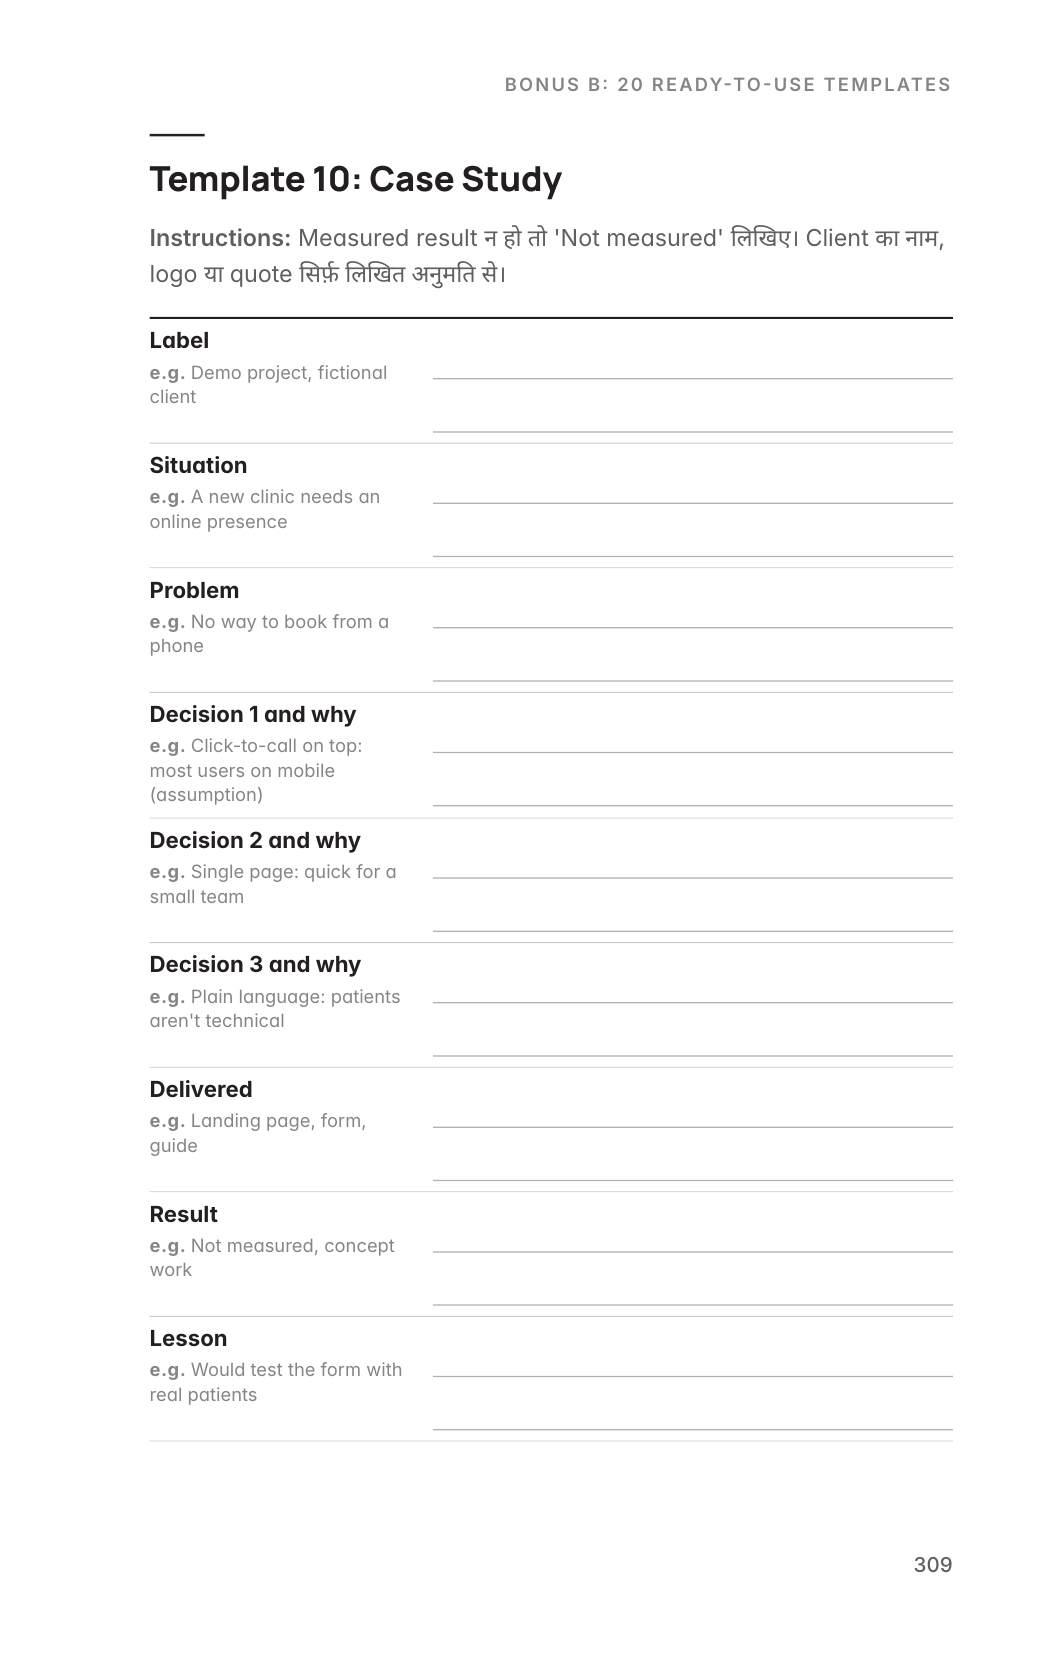 BONUS B: 20 READY-TO-USE TEMPLATES
Template 10: Case Study
Instructions: Measured result न हो तो 'Not measured' लिखिए। Client का नाम,
logo या quote सिर्फ़ लिखित अनुमति से।
Label
e.g. Demo project, fictional
client
Situation
e.g. A new clinic needs an
online presence
Problem
e.g. No way to book from a
phone
Decision 1 and why
e.g. Click-to-call on top:
most users on mobile
(assumption)
Decision 2 and why
e.g. Single page: quick for a
small team
Decision 3 and why
e.g. Plain language: patients
aren't technical
Delivered
e.g. Landing page, form,
guide
Result
e.g. Not measured, concept
work
Lesson
e.g. Would test the form with
real patients
309